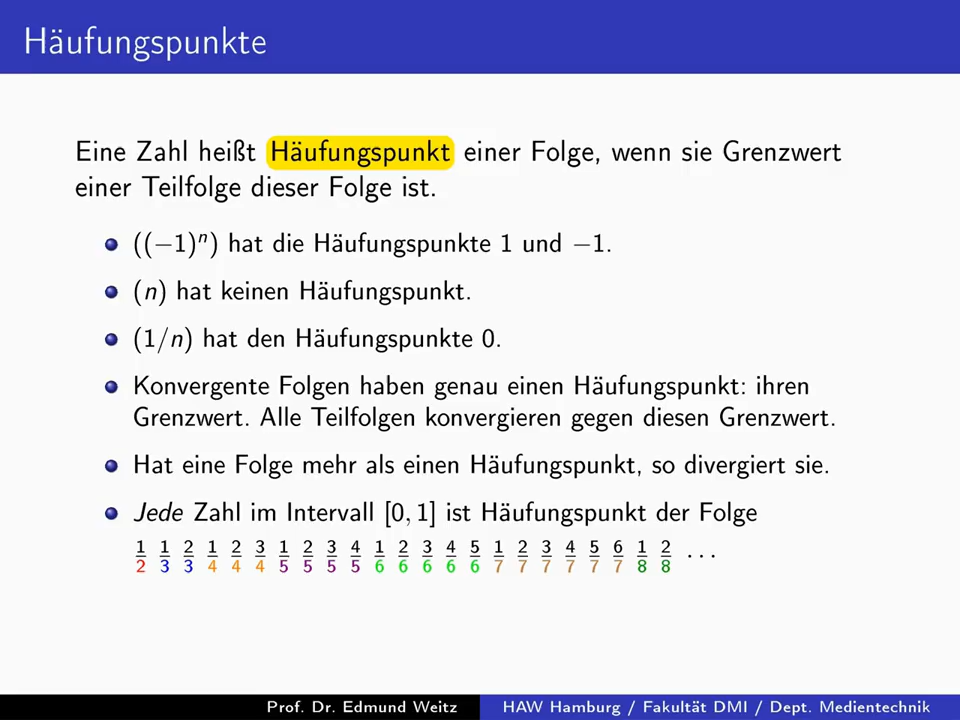 Häufungspunkte
Eine Zahl heißt Häufungspunkt einer Folge, wenn sie Grenzwert
einer Teilfolge dieser Folge ist.
((−1)ⁿ) hat die Häufungspunkte 1 und −1.
(n) hat keinen Häufungspunkt.
(1/n) hat den Häufungspunkte 0.
Konvergente Folgen haben genau einen Häufungspunkt: ihren
Grenzwert. Alle Teilfolgen konvergieren gegen diesen Grenzwert.
Hat eine Folge mehr als einen Häufungspunkt, so divergiert sie.
Jede Zahl im Intervall [0, 1] ist Häufungspunkt der Folge
1/2 1/3 2/3 1/4 2/4 3/4 1/5 2/5 3/5 4/5 1/6 2/6 3/6 4/6 5/6 1/7 2/7 3/7 4/7 5/7 6/7 1/8 2/8 ...
Prof. Dr. Edmund Weitz HAW Hamburg / Fakultät DMI / Dept. Medientechnik